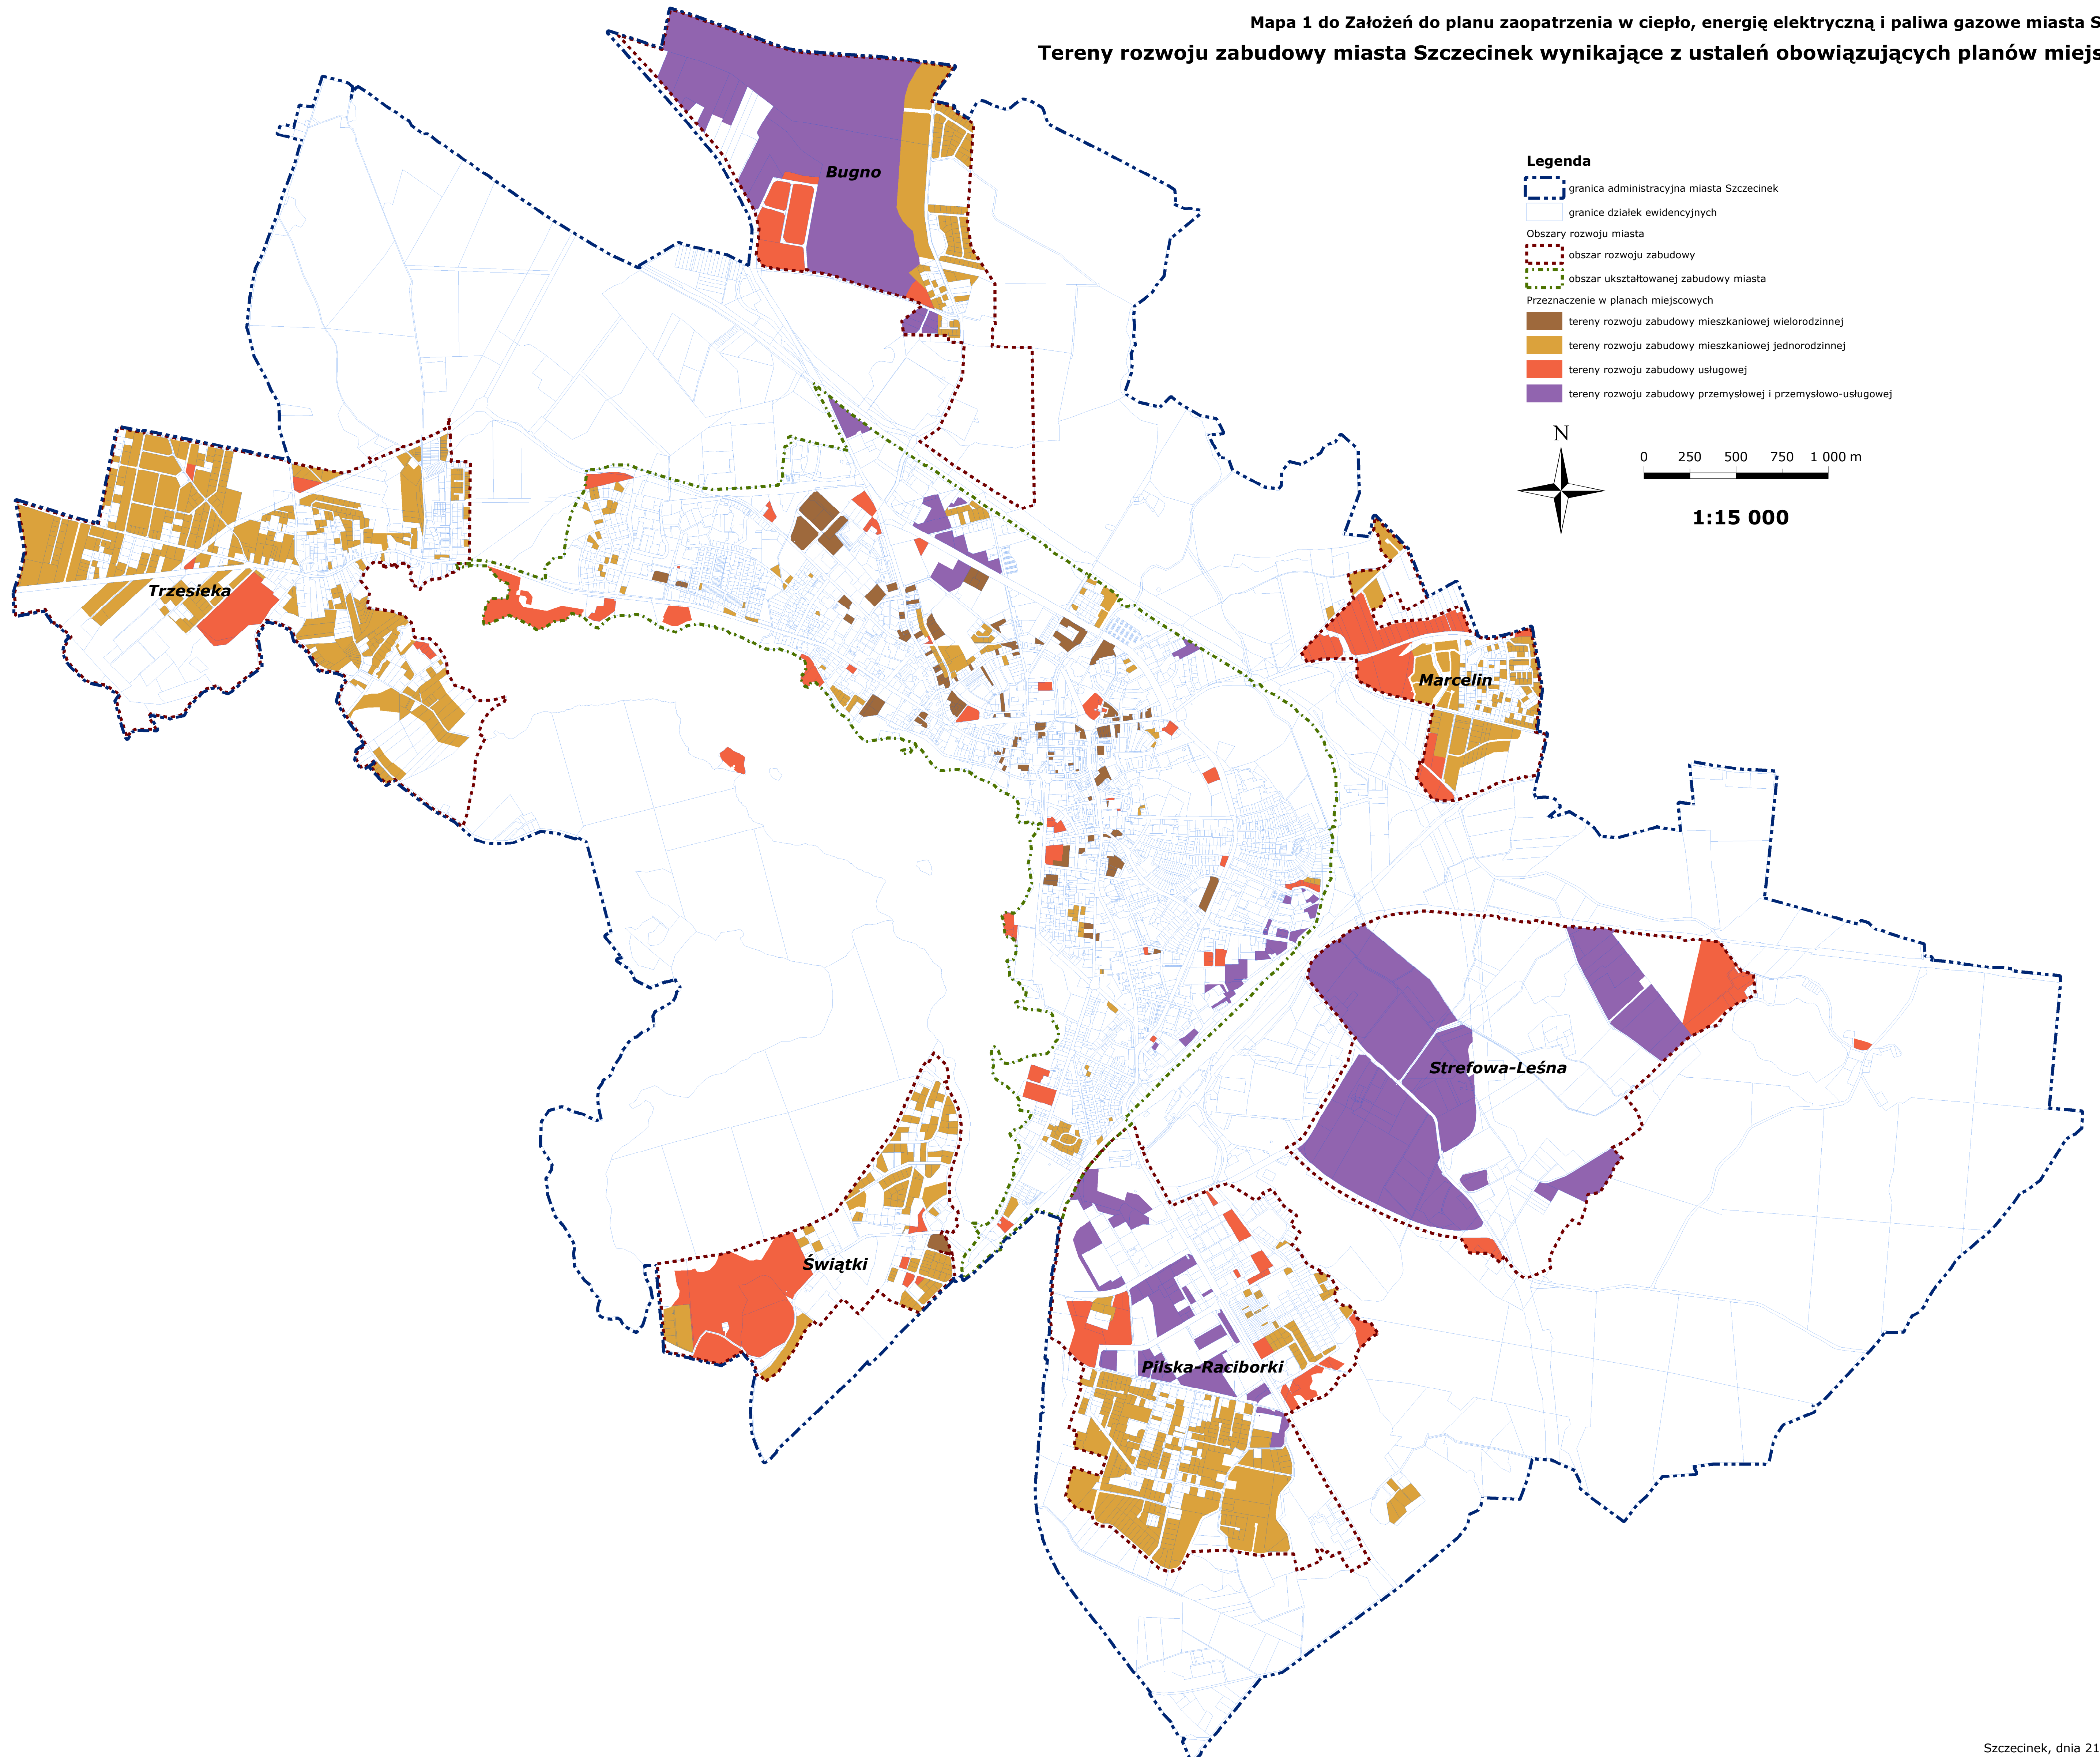 Mapa 1 do Założeń do planu zaopatrzenia w ciepło, energię elektryczną i paliwa gazowe miasta S
Tereny rozwoju zabudowy miasta Szczecinek wynikające z ustaleń obowiązujących planów miejs
Legenda
granica administracyjna miasta Szczecinek
granice działek ewidencyjnych
Obszary rozwoju miasta
obszar rozwoju zabudowy
obszar ukształtowanej zabudowy miasta
Przeznaczenie w planach miejscowych
tereny rozwoju zabudowy mieszkaniowej wielorodzinnej
tereny rozwoju zabudowy mieszkaniowej jednorodzinnej
tereny rozwoju zabudowy usługowej
tereny rozwoju zabudowy przemysłowej i przemysłowo-usługowej
N
0 250 500 750 1 000 m
1:15 000
Bugno
Trzesieka
Marcelin
Strefowa-Leśna
Świątki
Pilska-Raciborki
Szczecinek, dnia 21